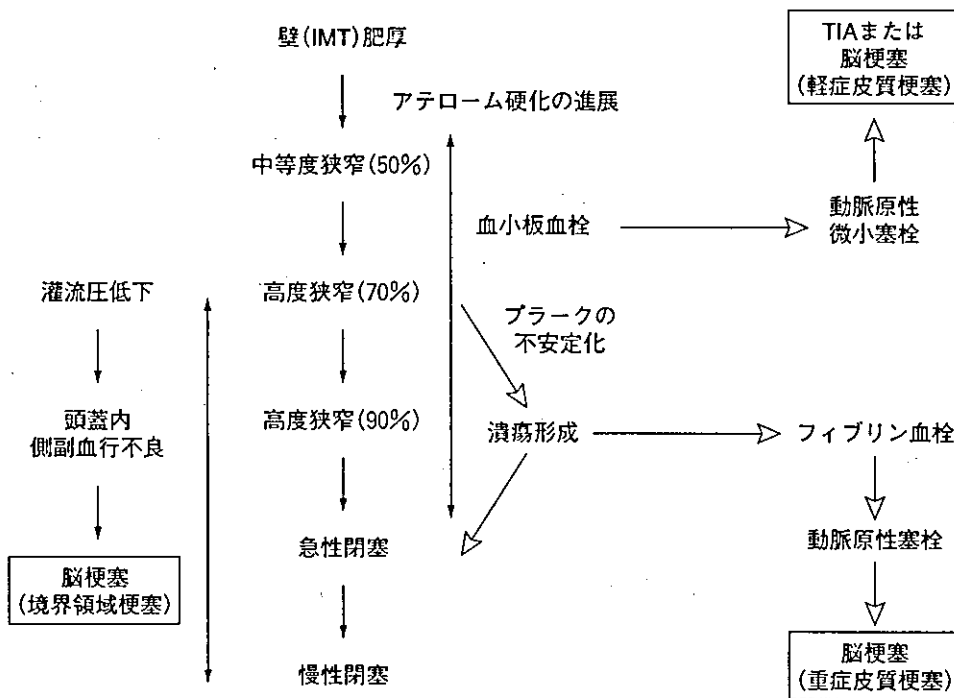 壁(IMT)肥厚
TIAまたは
脳梗塞
(軽症皮質梗塞)
アテローム硬化の進展
中等度狭窄(50%)
血小板血栓
動脈原性
微小塞栓
灌流圧低下
高度狭窄(70%)
プラークの
不安定化
頭蓋内
側副血行不良
高度狭窄(90%)
潰瘍形成
フィブリン血栓
急性閉塞
動脈原性塞栓
脳梗塞
(境界領域梗塞)
慢性閉塞
脳梗塞
(重症皮質梗塞)